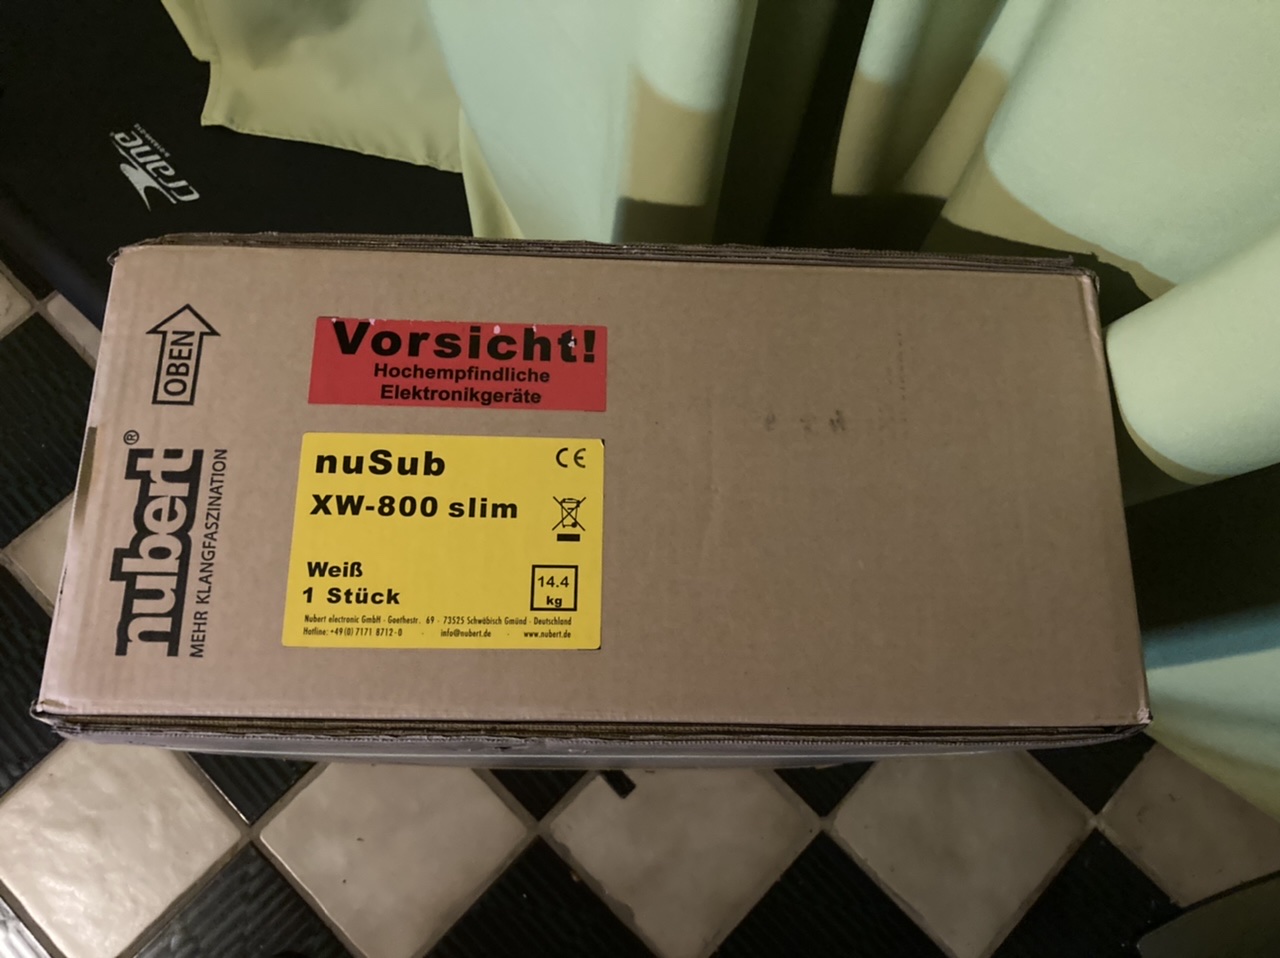 crane
OBEN
nubert®
MEHR KLANGFASZINATION
Vorsicht!
Hochempfindliche
Elektronikgeräte
nuSub
XW-800 slim
CE
Weiß
1 Stück
14.4
kg
Nubert electronic GmbH · Goethestr. 69 · 73525 Schwäbisch Gmünd · Deutschland
Hotline: +49 (0) 7171 8712-0 · info@nubert.de · www.nubert.de